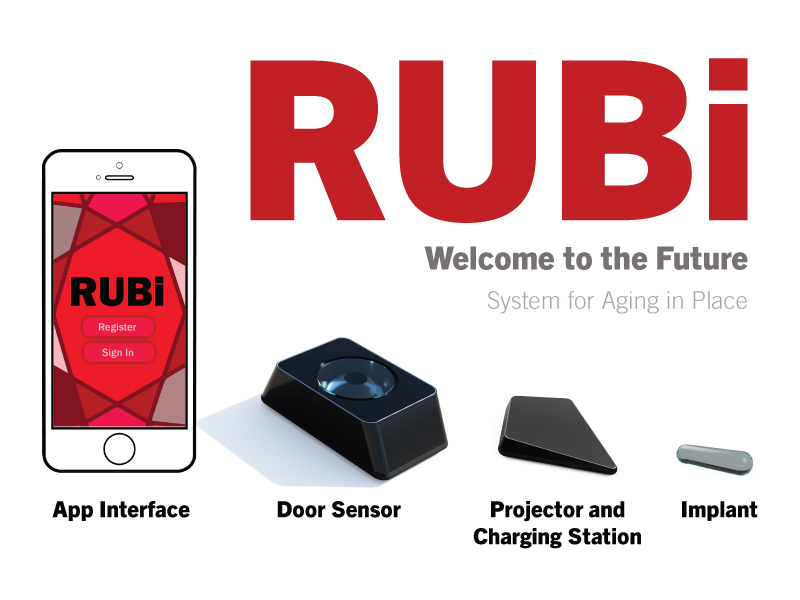 RUBi
Welcome to the Future
System for Aging in Place
RUBi
Register
Sign In
App Interface
Door Sensor
Projector and
Charging Station
Implant